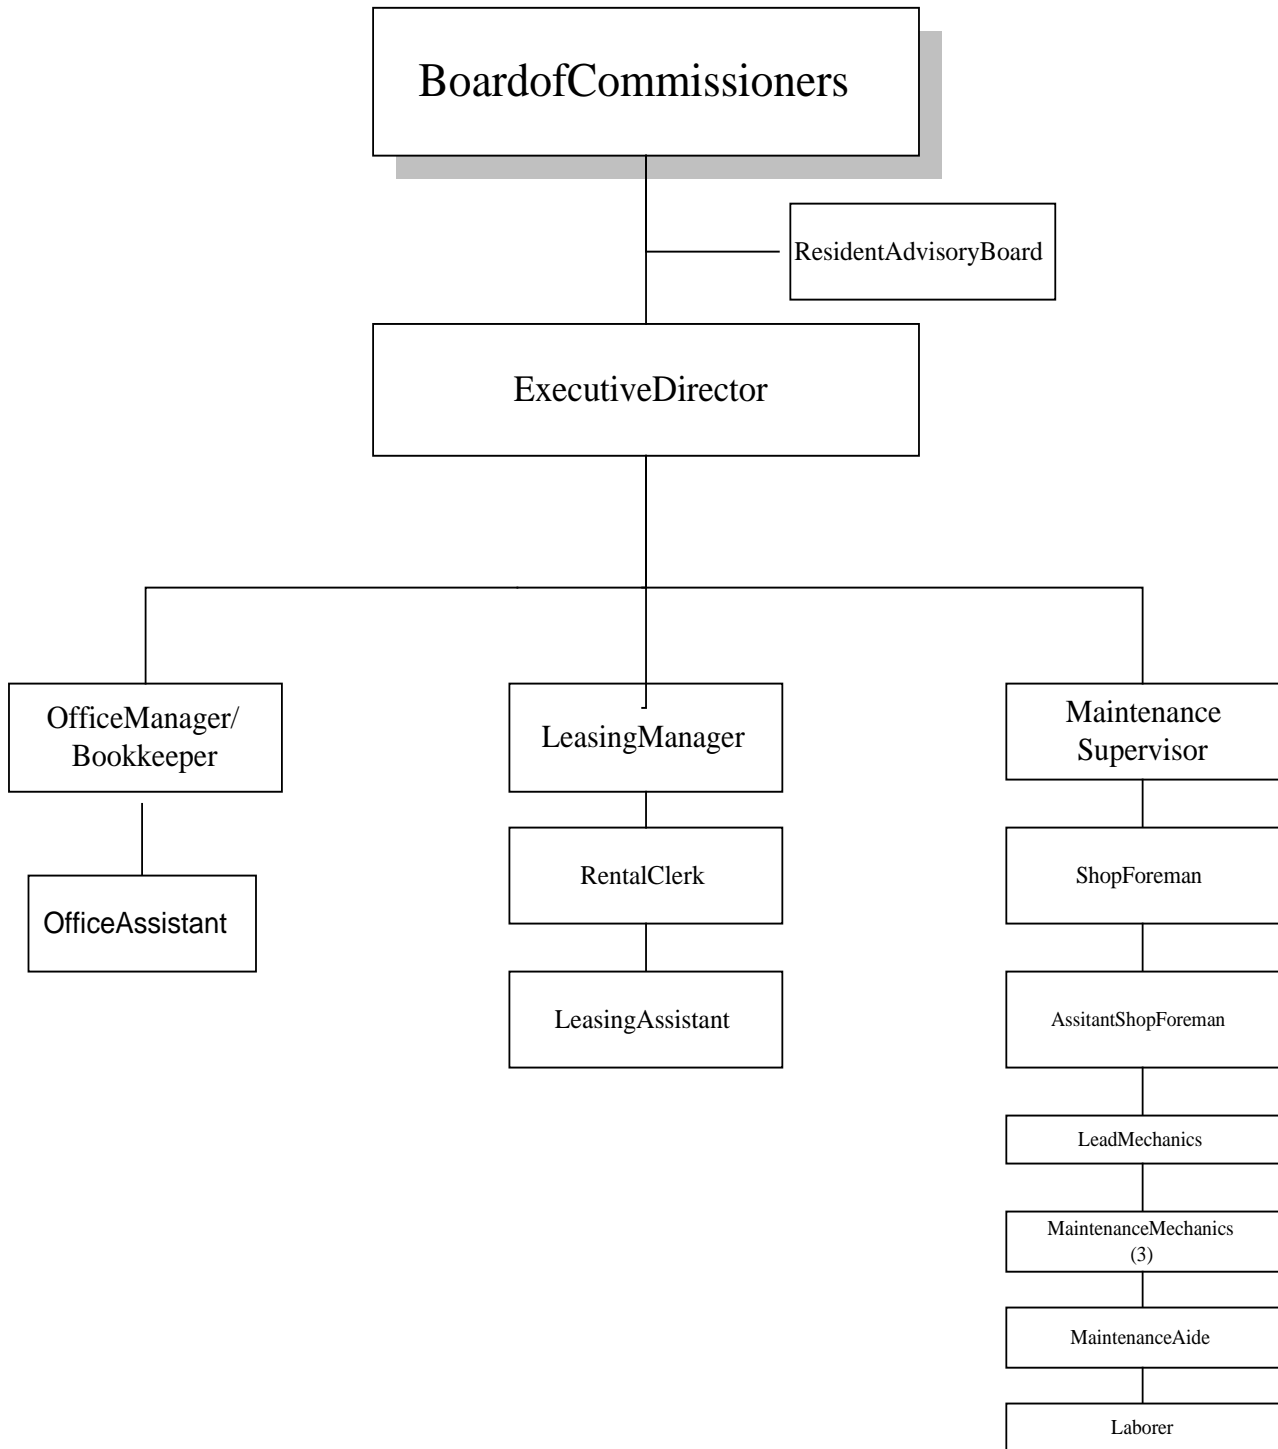 BoardofCommissioners
ResidentAdvisoryBoard
ExecutiveDirector
OfficeManager/
Bookkeeper
LeasingManager
Maintenance
Supervisor
RentalClerk
ShopForeman
OfficeAssistant
LeasingAssistant
AssitantShopForeman
LeadMechanics
MaintenanceMechanics
(3)
MaintenanceAide
Laborer